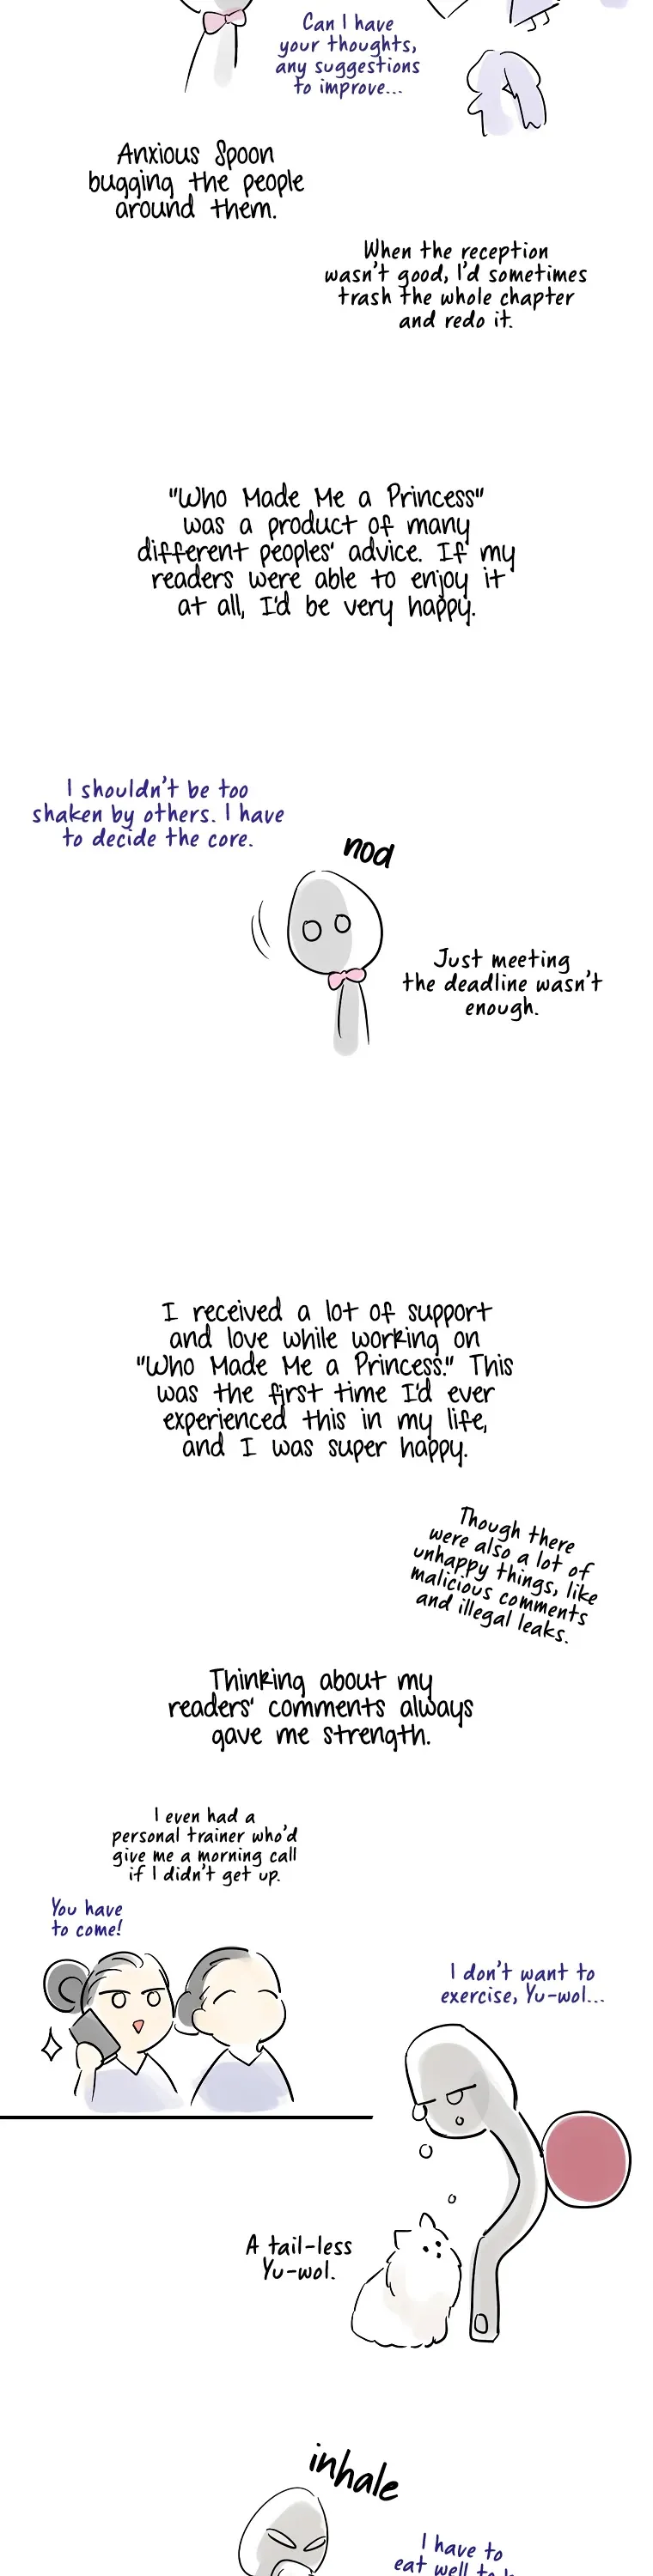 Can I have
your thoughts,
any suggestions
to improve...
Anxious Spoon
bugging the people
around them.
When the reception
wasn't good, I'd sometimes
trash the whole chapter
and redo it.
"Who Made Me a Princess"
was a product of many
different peoples' advice. If my
readers were able to enjoy it
at all, I'd be very happy.
I shouldn't be too
shaken by others. I have
to decide the core.
nod
Just meeting
the deadline wasn't
enough.
I received a lot of support
and love while working on
"Who Made Me a Princess." This
was the first time I'd ever
experienced this in my life,
and I was super happy.
Though there
were also a lot of
unhappy things, like
malicious comments
and illegal leaks.
Thinking about my
readers' comments always
gave me strength.
I even had a
personal trainer who'd
give me a morning call
if I didn't get up.
You have
to come!
I don't want to
exercise, Yu-wol...
A tail-less
Yu-wol.
inhale
I have to
eat well to